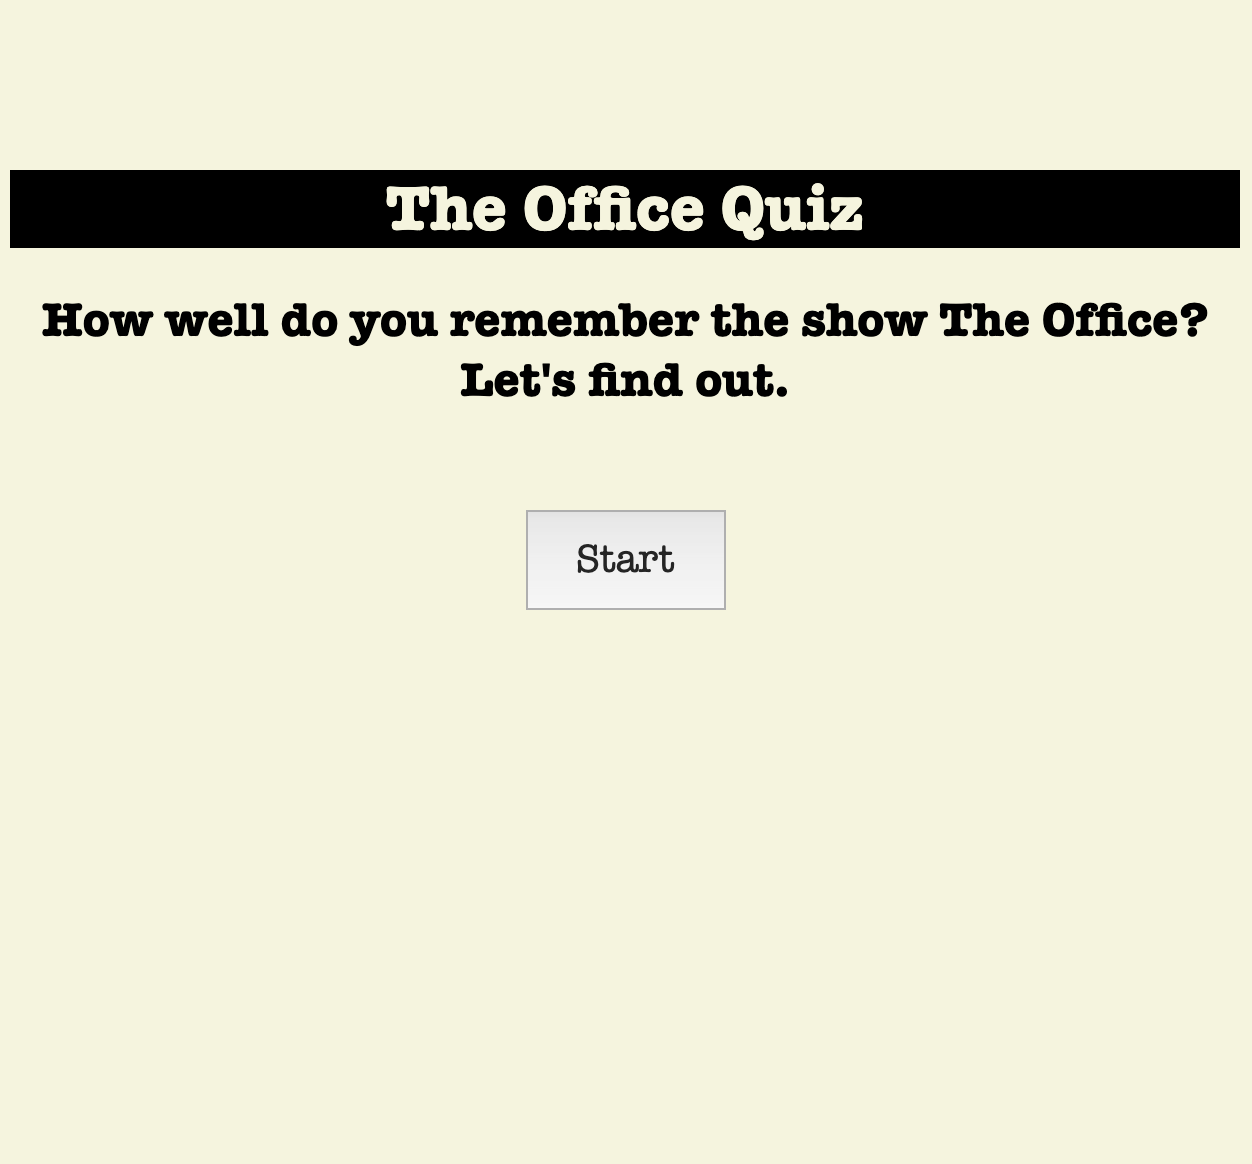 The Office Quiz
How well do you remember the show The Office?
Let's find out.
Start